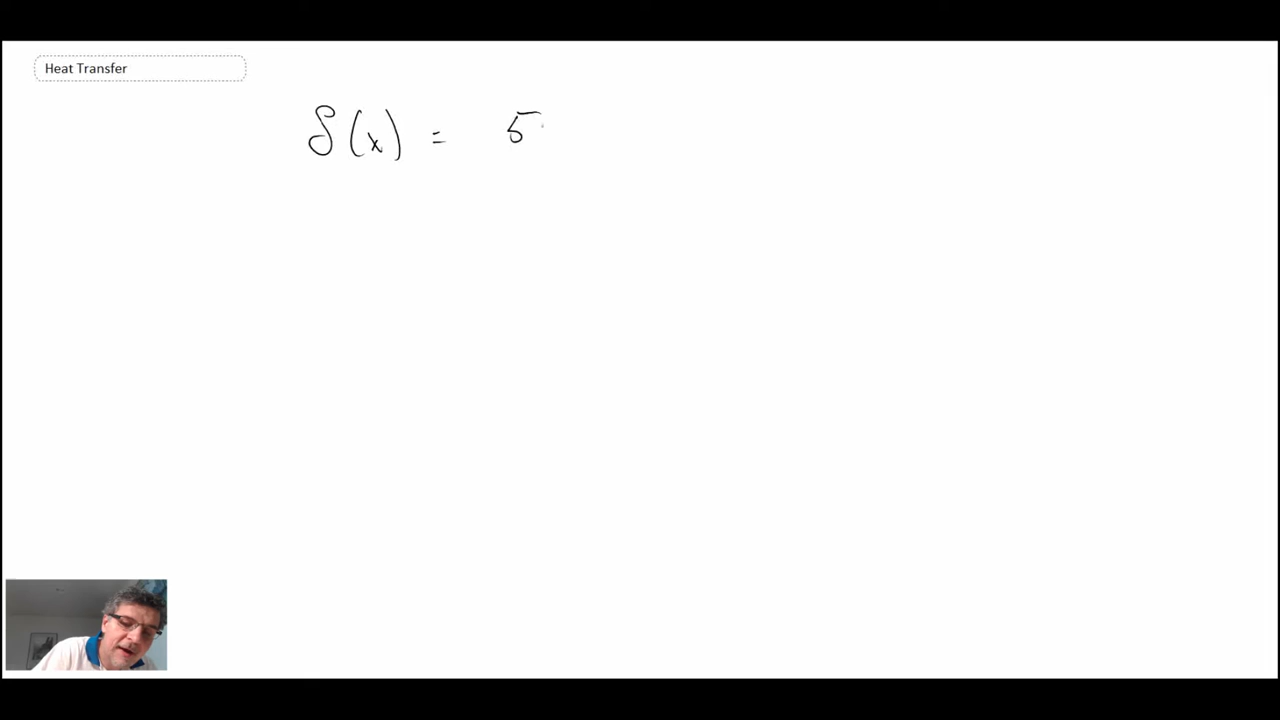 Heat Transfer
δ(x) = 5